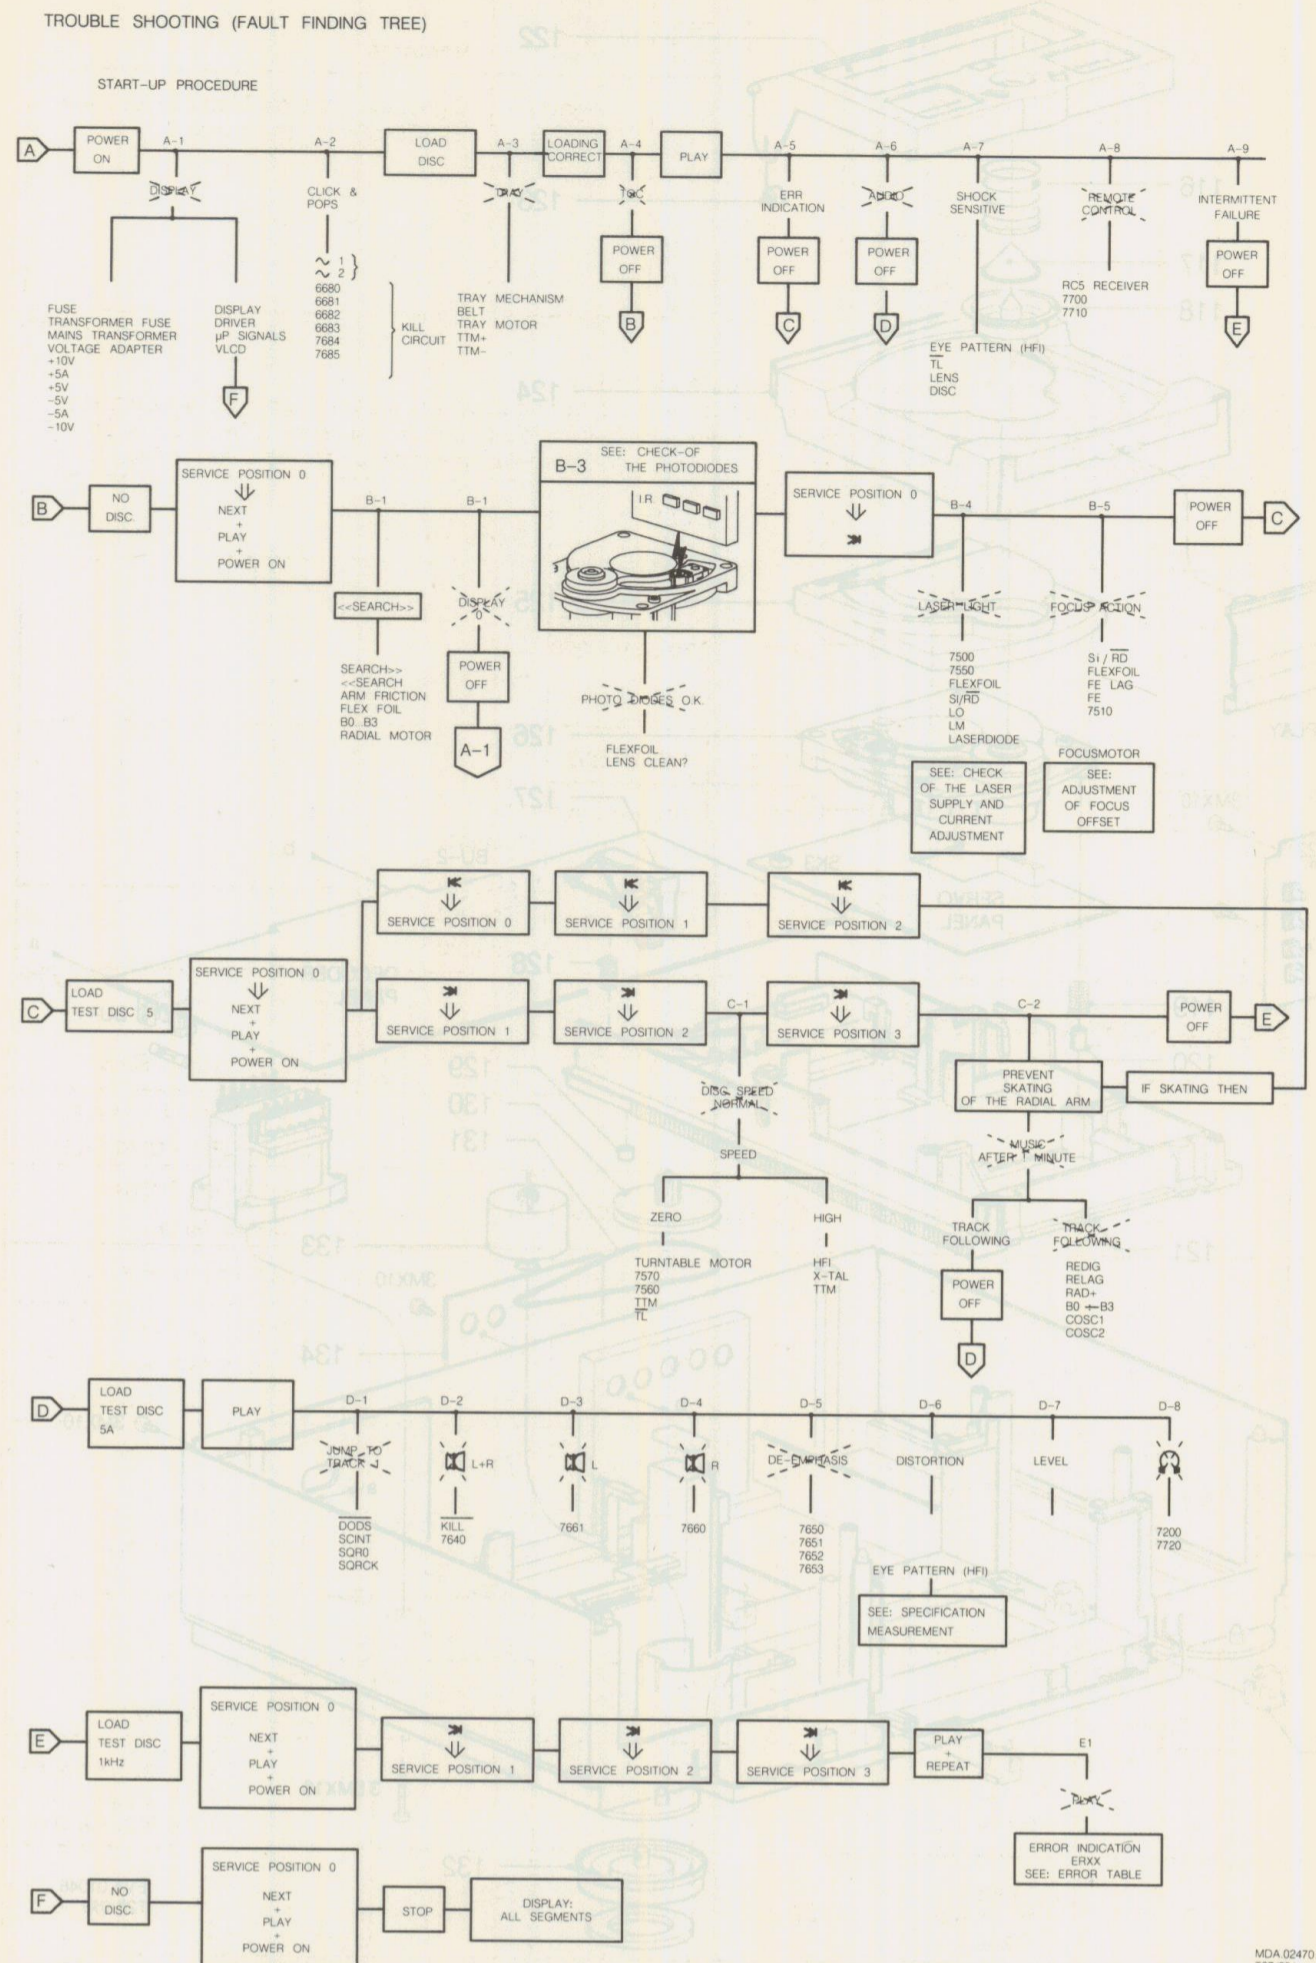 TROUBLE SHOOTING (FAULT FINDING TREE)
START-UP PROCEDURE
A
POWER
ON
A-1
A-2
LOAD
DISC
A-3
LOADING
CORRECT
A-4
PLAY
A-5
A-6
A-7
A-8
A-9
DISPLAY
CLICK &
POPS
TRAY
TOC
ERR
INDICATION
AUDIO
SHOCK
SENSITIVE
REMOTE
CONTROL
INTERMITTENT
FAILURE
POWER
OFF
POWER
OFF
POWER
OFF
POWER
OFF
B
C
D
E
FUSE
TRANSFORMER FUSE
MAINS TRANSFORMER
VOLTAGE ADAPTER
+10V
+5A
+5V
-5V
-5A
-10V
DISPLAY
DRIVER
µP SIGNALS
VLCD
F
~ 1 }
~ 2 }
6680
6681
6682
6683
7684
7685
KILL
CIRCUIT
TRAY MECHANISM
BELT
TRAY MOTOR
TTM+
TTM-
EYE PATTERN (HFI)
TL
LENS
DISC
RC5 RECEIVER
7700
7710
B
NO
DISC
SERVICE POSITION 0
⇓
NEXT
+
PLAY
+
POWER ON
B-1
B-1
B-3
SEE: CHECK-OF
THE PHOTODIODES
I.R.
SERVICE POSITION 0
⇓
B-4
B-5
POWER
OFF
C
<<SEARCH>>
SEARCH>>
<<SEARCH
ARM FRICTION
FLEX FOIL
B0...B3
RADIAL MOTOR
DISPLAY
0
POWER
OFF
A-1
PHOTO DIODES O.K.
FLEXFOIL
LENS CLEAN?
LASER LIGHT
7500
7550
FLEXFOIL
SI/RD
LO
LM
LASERDIODE
SEE: CHECK
OF THE LASER
SUPPLY AND
CURRENT
ADJUSTMENT
FOCUS ACTION
Si / RD
FLEXFOIL
FE LAG
FE
7510
FOCUSMOTOR
SEE:
ADJUSTMENT
OF FOCUS
OFFSET
⇓
SERVICE POSITION 0
⇓
SERVICE POSITION 1
⇓
SERVICE POSITION 2
C
LOAD
TEST DISC 5
SERVICE POSITION 0
⇓
NEXT
+
PLAY
+
POWER ON
⇓
SERVICE POSITION 1
⇓
SERVICE POSITION 2
C-1
⇓
SERVICE POSITION 3
C-2
POWER
OFF
E
PREVENT
SKATING
OF THE RADIAL ARM
IF SKATING THEN
DISC SPEED
NORMAL
SPEED
ZERO
HIGH
TURNTABLE MOTOR
7570
7560
TTM
TL
HFI
X-TAL
TTM
MUSIC
AFTER 1 MINUTE
TRACK
FOLLOWING
POWER
OFF
D
TRACK
FOLLOWING
REDIG
RELAG
RAD+
B0 ÷ B3
COSC1
COSC2
D
LOAD
TEST DISC
5A
PLAY
D-1
D-2
D-3
D-4
D-5
D-6
D-7
D-8
JUMP TO
TRACK
L+R
L
R
DE-EMPHASIS
DISTORTION
LEVEL
DODS
SCINT
SQR0
SQRCK
KILL
7640
7661
7660
7650
7651
7652
7653
7200
7720
EYE PATTERN (HFI)
SEE: SPECIFICATION
MEASUREMENT
E
LOAD
TEST DISC
1kHz
SERVICE POSITION 0
NEXT
+
PLAY
+
POWER ON
⇓
SERVICE POSITION 1
⇓
SERVICE POSITION 2
⇓
SERVICE POSITION 3
PLAY
+
REPEAT
E1
PLAY
ERROR INDICATION
ERXX
SEE: ERROR TABLE
F
NO
DISC
SERVICE POSITION 0
NEXT
+
PLAY
+
POWER ON
STOP
DISPLAY:
ALL SEGMENTS
MDA.02470